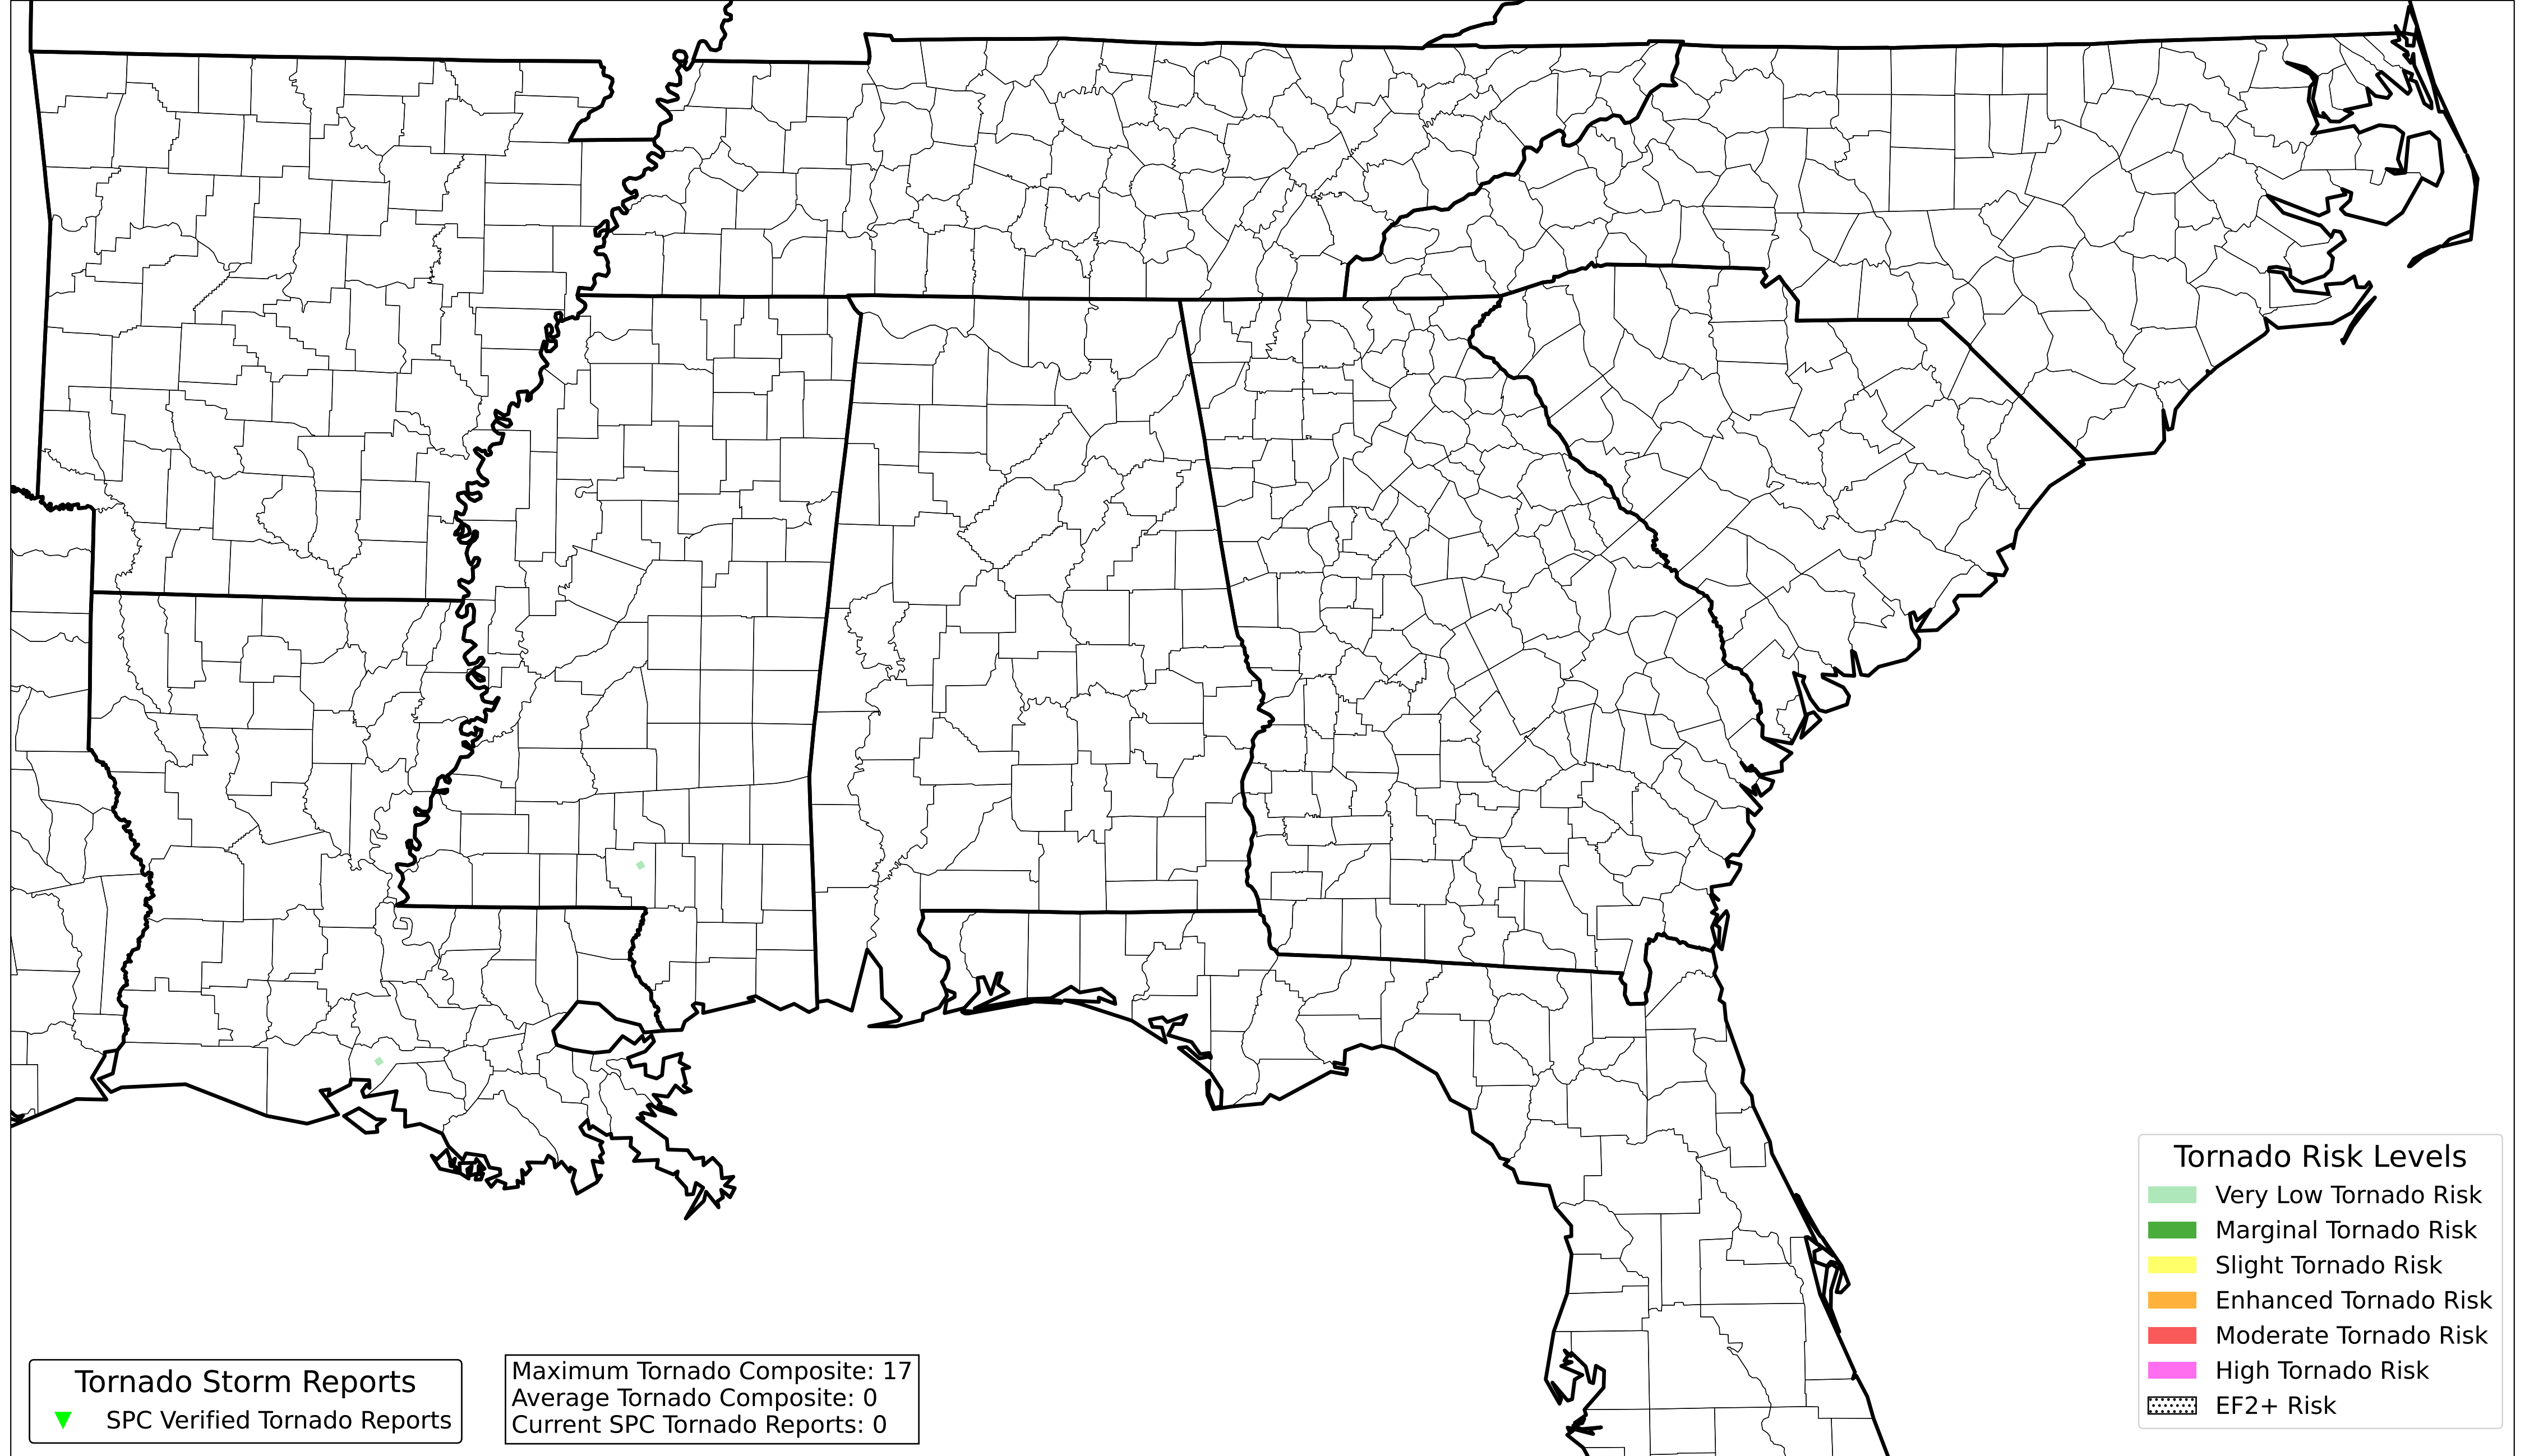 Tornado Storm Reports
SPC Verified Tornado Reports
Maximum Tornado Composite: 17
Average Tornado Composite: 0
Current SPC Tornado Reports: 0
Tornado Risk Levels
Very Low Tornado Risk
Marginal Tornado Risk
Slight Tornado Risk
Enhanced Tornado Risk
Moderate Tornado Risk
High Tornado Risk
EF2+ Risk